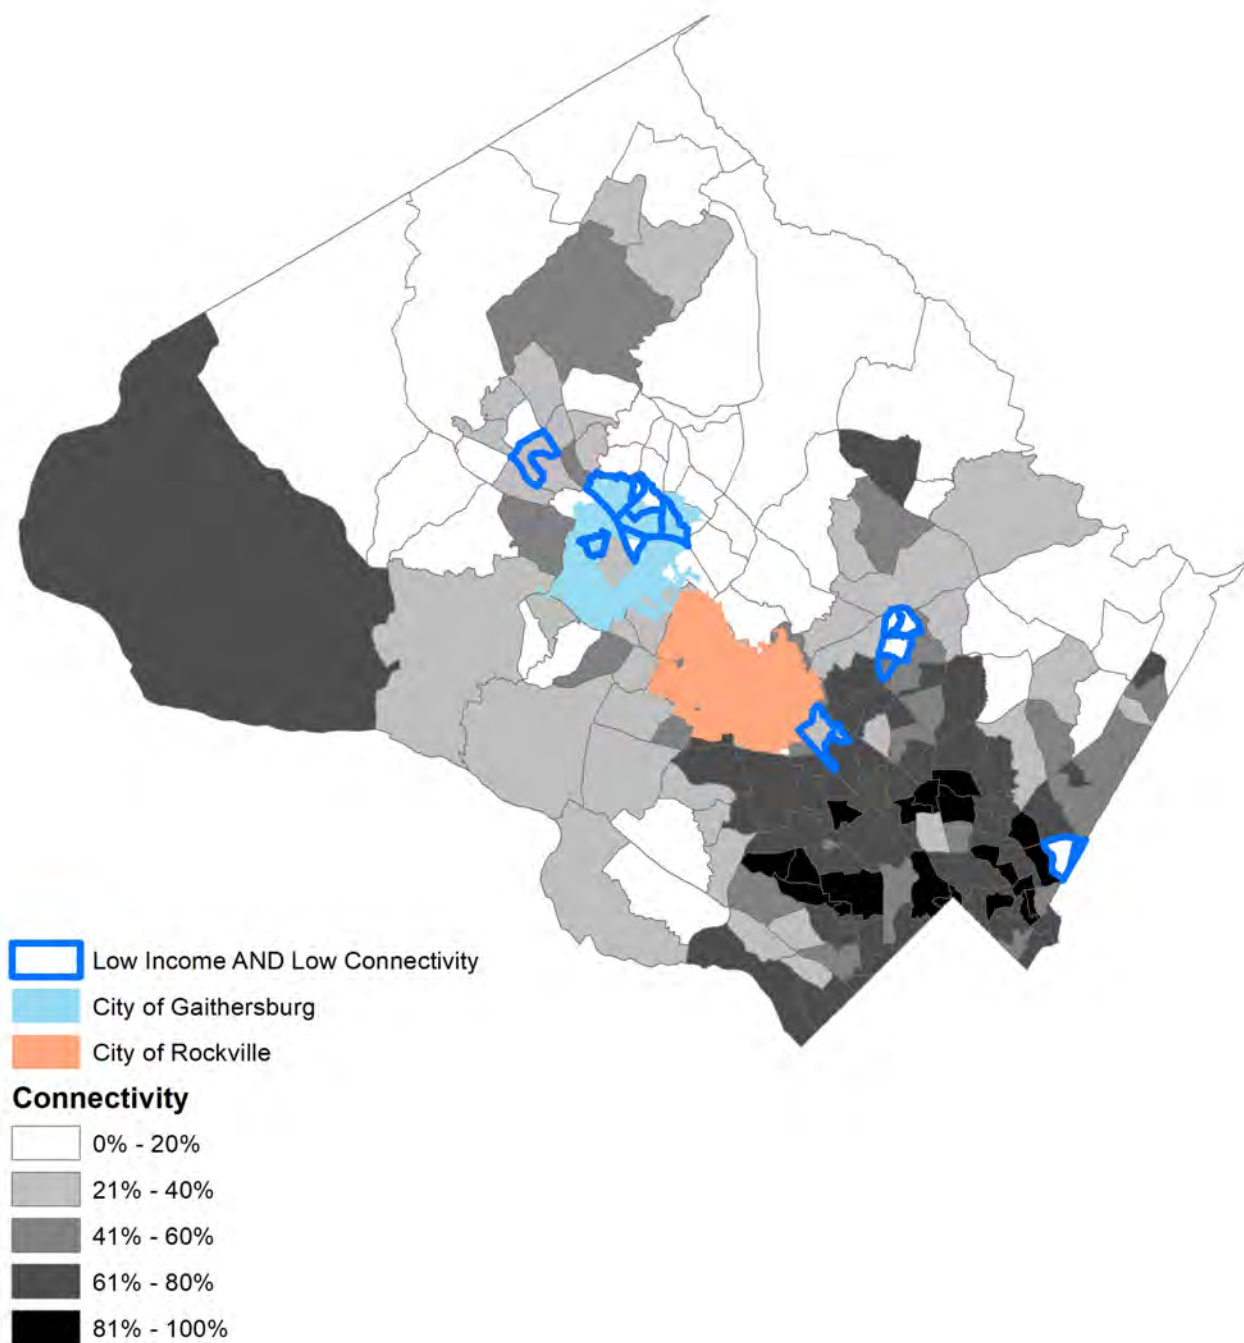 Low Income AND Low Connectivity
City of Gaithersburg
City of Rockville
Connectivity
0% - 20%
21% - 40%
41% - 60%
61% - 80%
81% - 100%